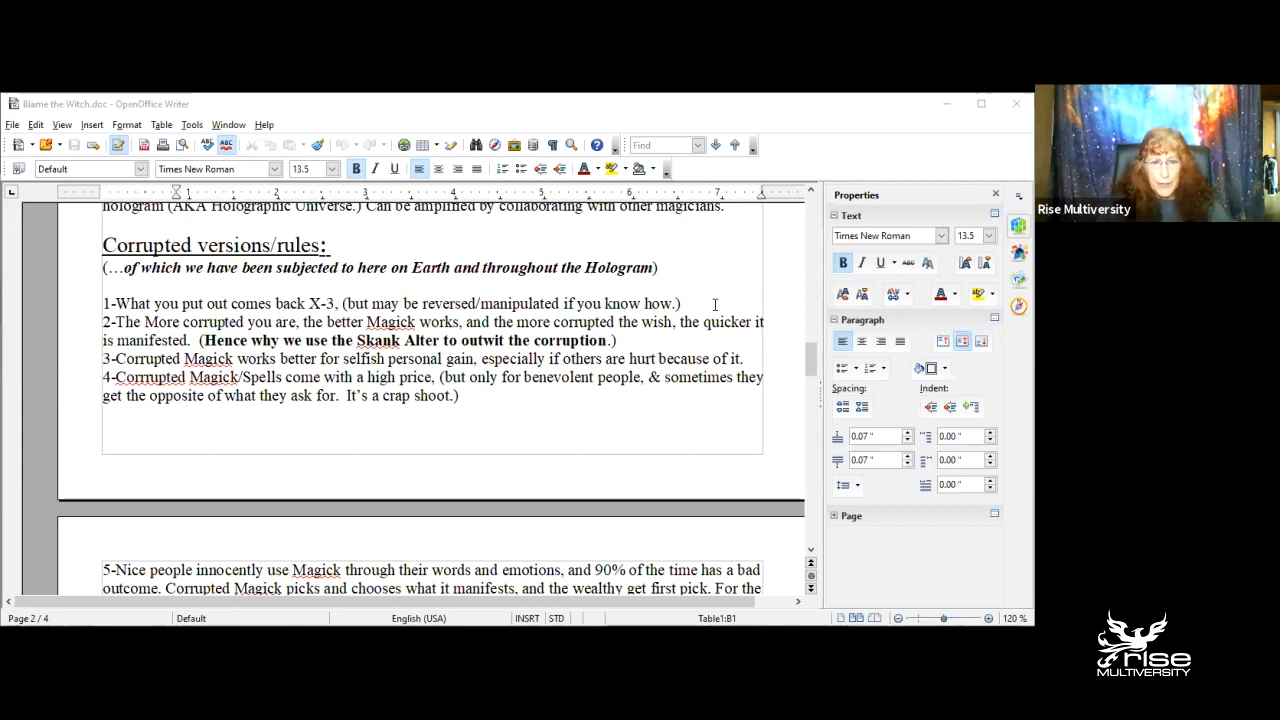 Blame the Witch.doc - OpenOffice Writer
File Edit View Insert Format Table Tools Window Help
Find
Default Times New Roman 13.5
1 2 3 4 5 6 7
hologram (AKA Holographic Universe.) Can be amplified by collaborating with other magicians.
Corrupted versions/rules:
(…of which we have been subjected to here on Earth and throughout the Hologram)
1-What you put out comes back X-3, (but may be reversed/manipulated if you know how.)
2-The More corrupted you are, the better Magick works, and the more corrupted the wish, the quicker it
is manifested. (Hence why we use the Skank Alter to outwit the corruption.)
3-Corrupted Magick works better for selfish personal gain, especially if others are hurt because of it.
4-Corrrupted Magick/Spells come with a high price, (but only for benevolent people, & sometimes they
get the opposite of what they ask for. It's a crap shoot.)
5-Nice people innocently use Magick through their words and emotions, and 90% of the time has a bad
outcome. Corrupted Magick picks and chooses what it manifests, and the wealthy get first pick. For the
Page 2 / 4 Default English (USA) INSRT STD Table1:B1 120 %
Properties
Text
Times New Roman 13.5
Paragraph
Spacing: Indent:
0.07 " 0.00 "
0.07 " 0.00 "
0.00 "
Page
Rise Multiversity
rise
MULTIVERSITY